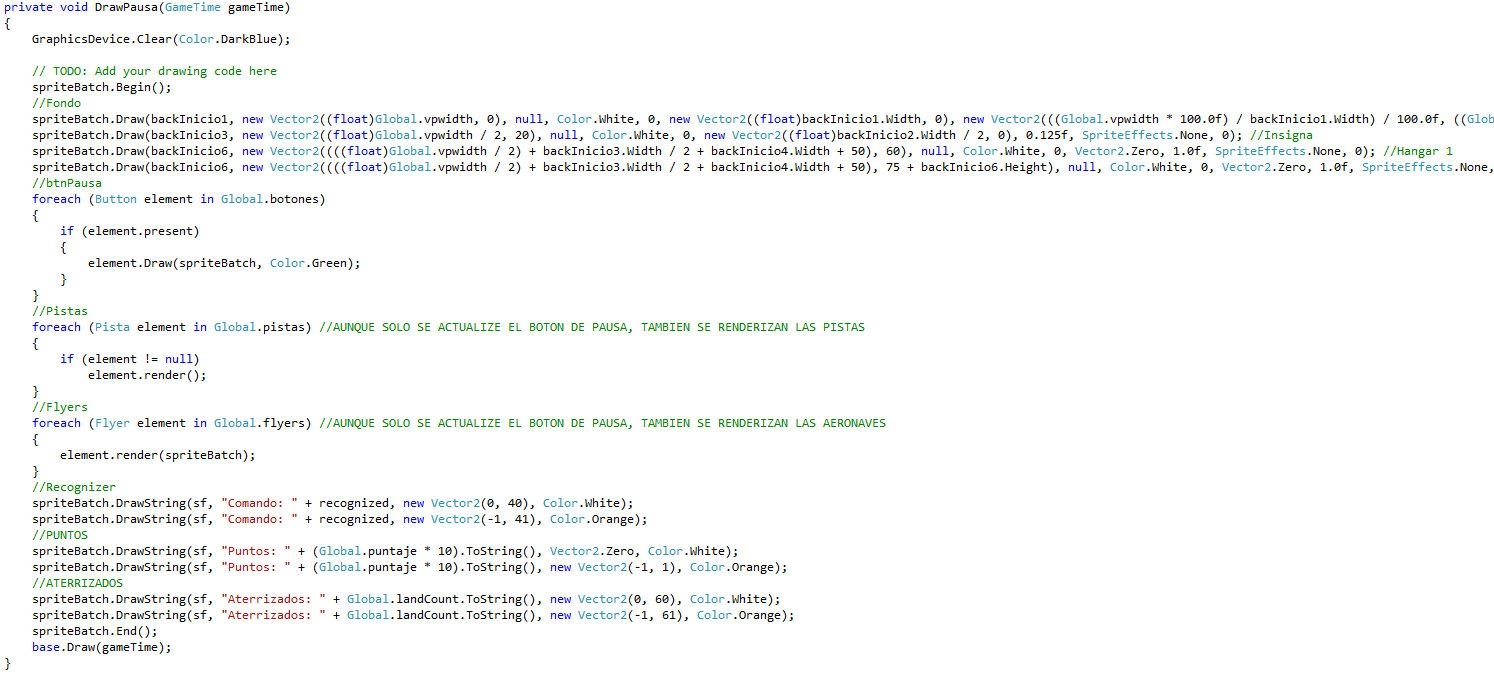 private void DrawPausa(GameTime gameTime)
{
    GraphicsDevice.Clear(Color.DarkBlue);

    // TODO: Add your drawing code here
    spriteBatch.Begin();
    //Fondo
    spriteBatch.Draw(backInicio1, new Vector2((float)Global.vpwidth, 0), null, Color.White, 0, new Vector2((float)backInicio1.Width, 0), new Vector2(((Global.vpwidth * 100.0f) / backInicio1.Width) / 100.0f, ((Glob
    spriteBatch.Draw(backInicio3, new Vector2((float)Global.vpwidth / 2, 20), null, Color.White, 0, new Vector2((float)backInicio2.Width / 2, 0), 0.125f, SpriteEffects.None, 0); //Insigna
    spriteBatch.Draw(backInicio6, new Vector2((((float)Global.vpwidth / 2) + backInicio3.Width / 2 + backInicio4.Width + 50), 60), null, Color.White, 0, Vector2.Zero, 1.0f, SpriteEffects.None, 0); //Hangar 1
    spriteBatch.Draw(backInicio6, new Vector2((((float)Global.vpwidth / 2) + backInicio3.Width / 2 + backInicio4.Width + 50), 75 + backInicio6.Height), null, Color.White, 0, Vector2.Zero, 1.0f, SpriteEffects.None,
    //btnPausa
    foreach (Button element in Global.botones)
    {
        if (element.present)
        {
            element.Draw(spriteBatch, Color.Green);
        }
    }
    //Pistas
    foreach (Pista element in Global.pistas) //AUNQUE SOLO SE ACTUALIZE EL BOTON DE PAUSA, TAMBIEN SE RENDERIZAN LAS PISTAS
    {
        if (element != null)
            element.render();
    }
    //Flyers
    foreach (Flyer element in Global.flyers) //AUNQUE SOLO SE ACTUALIZE EL BOTON DE PAUSA, TAMBIEN SE RENDERIZAN LAS AERONAVES
    {
        element.render(spriteBatch);
    }
    //Recognizer
    spriteBatch.DrawString(sf, "Comando: " + recognized, new Vector2(0, 40), Color.White);
    spriteBatch.DrawString(sf, "Comando: " + recognized, new Vector2(-1, 41), Color.Orange);
    //PUNTOS
    spriteBatch.DrawString(sf, "Puntos: " + (Global.puntaje * 10).ToString(), Vector2.Zero, Color.White);
    spriteBatch.DrawString(sf, "Puntos: " + (Global.puntaje * 10).ToString(), new Vector2(-1, 1), Color.Orange);
    //ATERRIZADOS
    spriteBatch.DrawString(sf, "Aterrizados: " + Global.landCount.ToString(), new Vector2(0, 60), Color.White);
    spriteBatch.DrawString(sf, "Aterrizados: " + Global.landCount.ToString(), new Vector2(-1, 61), Color.Orange);
    spriteBatch.End();
    base.Draw(gameTime);
}